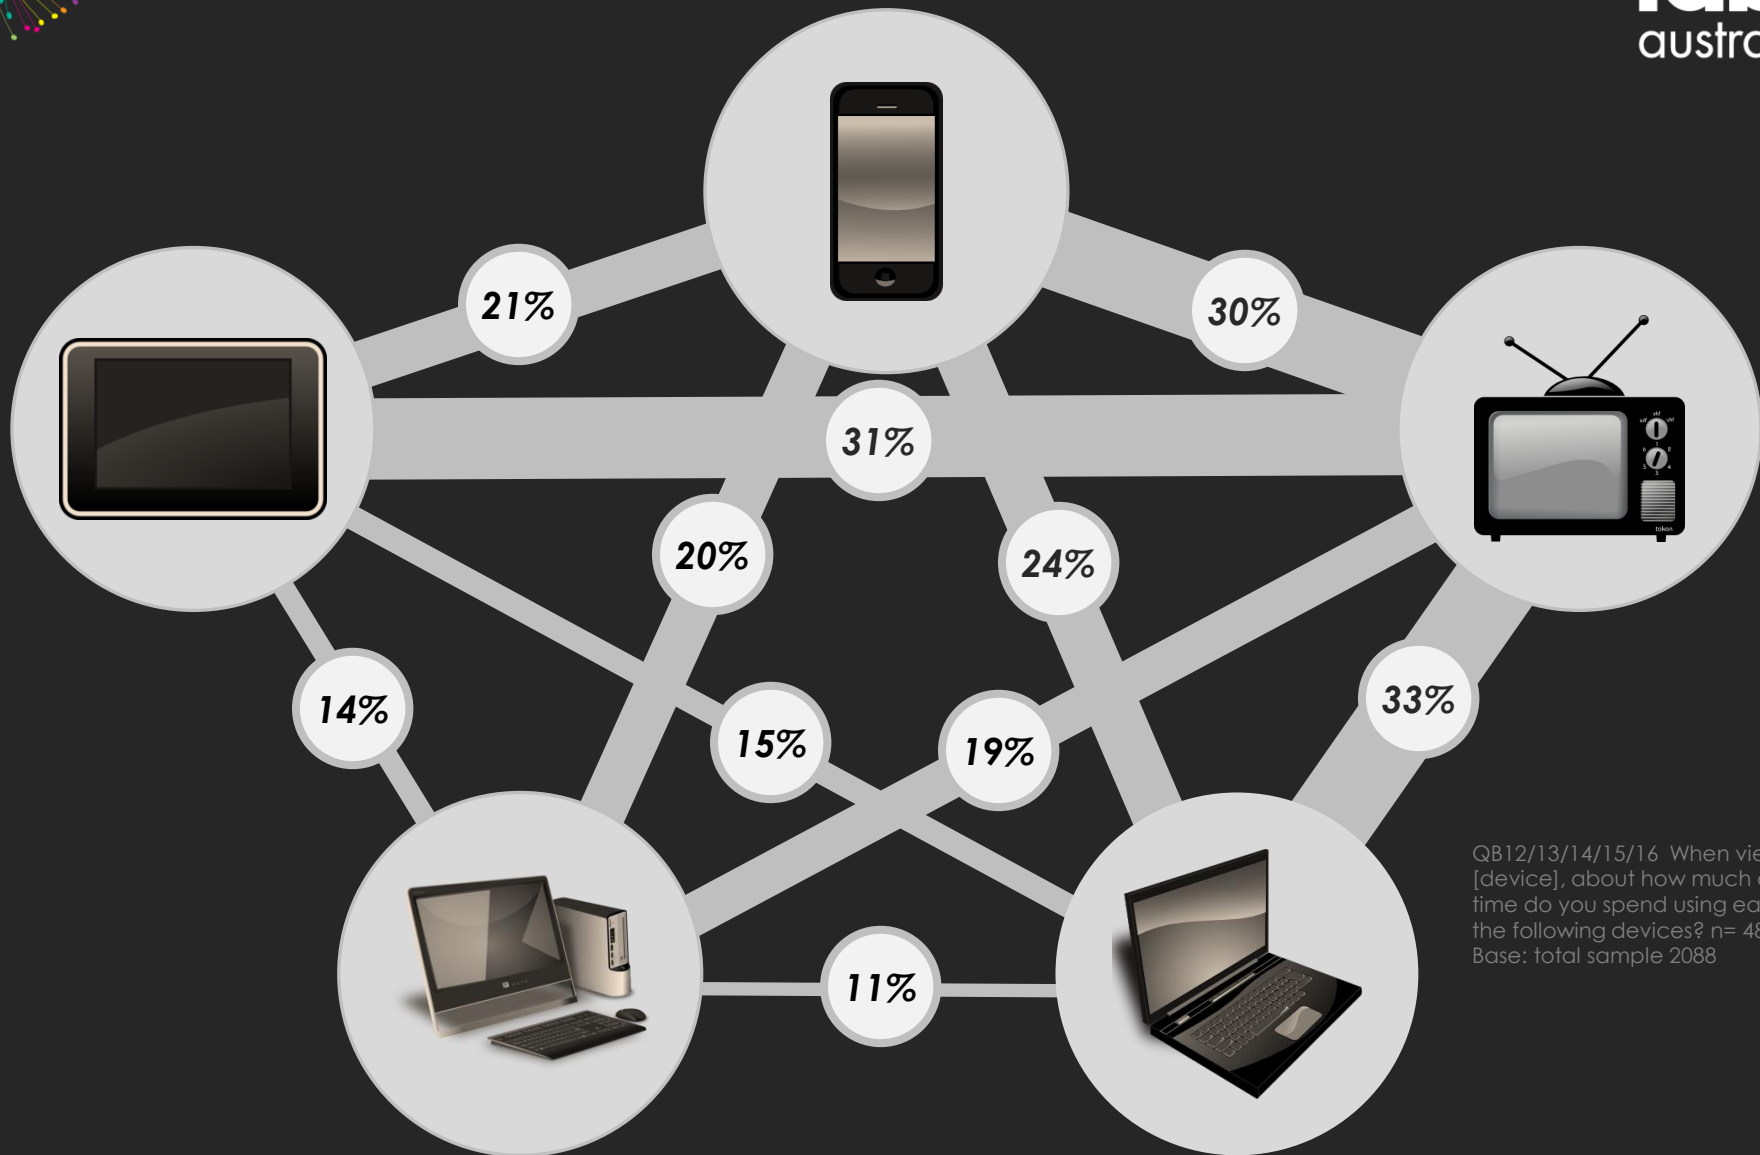 austra
21%
30%
31%
20%
24%
14%
15%
19%
33%
11%
tokon
QB12/13/14/15/16 When vie
[device], about how much o
time do you spend using ea
the following devices? n= 48
Base: total sample 2088